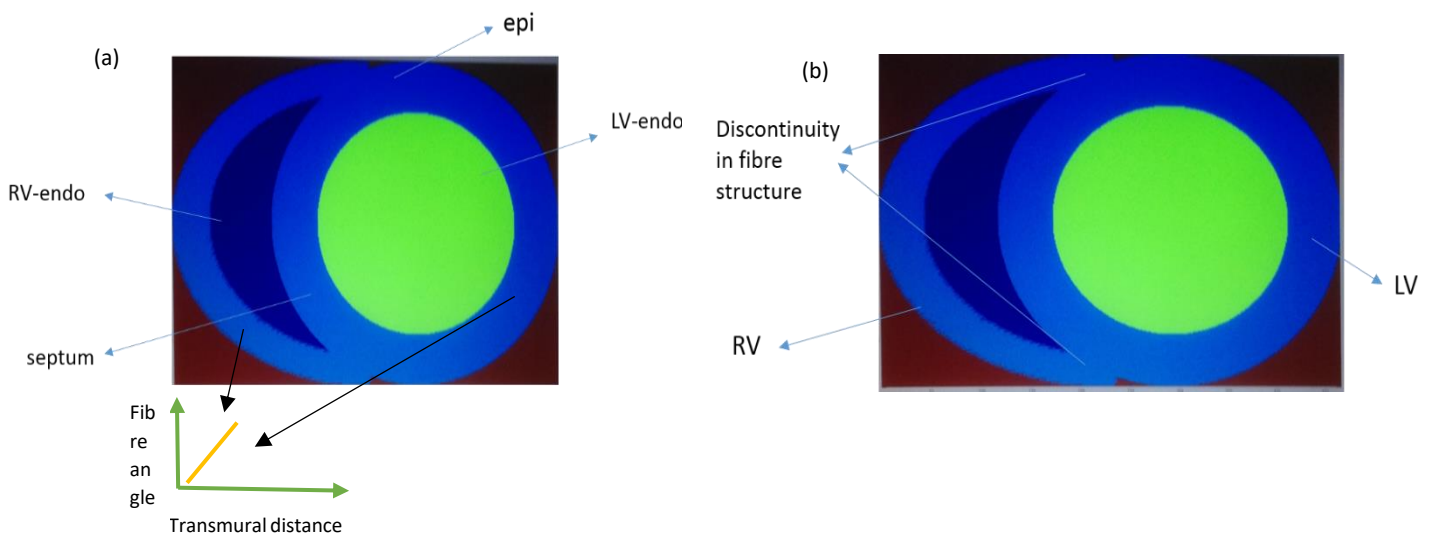 (a)
epi
LV-endo
RV-endo
septum
Fib
re
an
gle
Transmural distance
(b)
Discontinuity
in fibre
structure
LV
RV